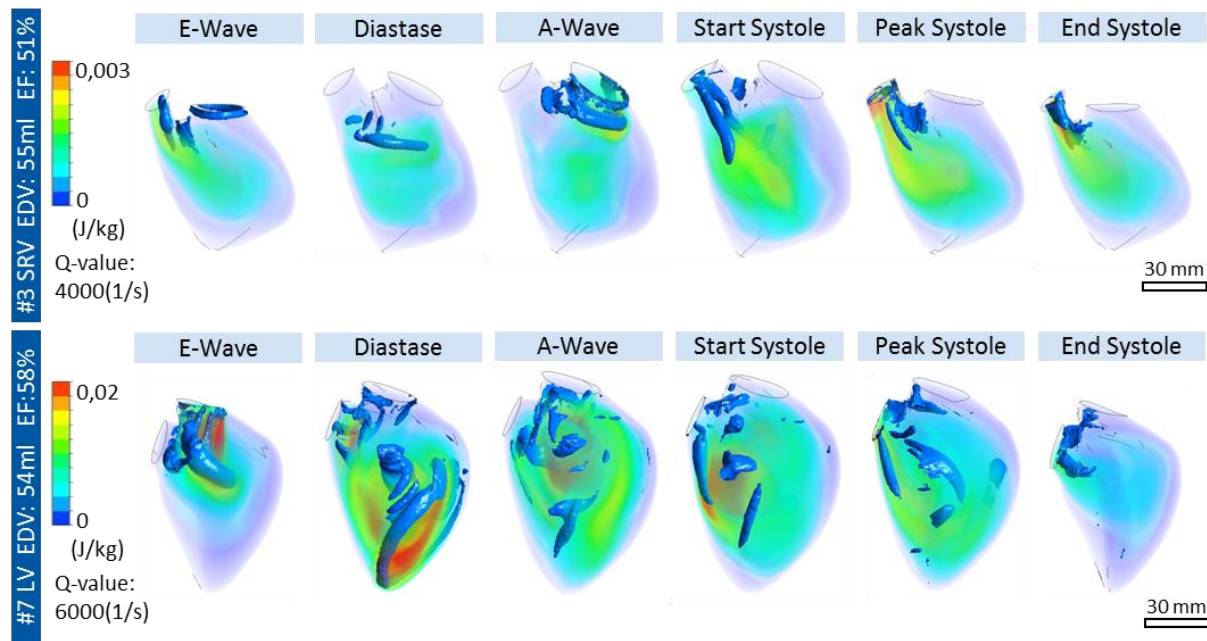 #3 SRV EDV: 55ml EF: 51%
E-Wave
Diastase
A-Wave
Start Systole
Peak Systole
End Systole
0,003
0
(J/kg)
Q-value:
4000(1/s)
30 mm
#7 LV EDV: 54ml EF:58%
E-Wave
Diastase
A-Wave
Start Systole
Peak Systole
End Systole
0,02
0
(J/kg)
Q-value:
6000(1/s)
30 mm